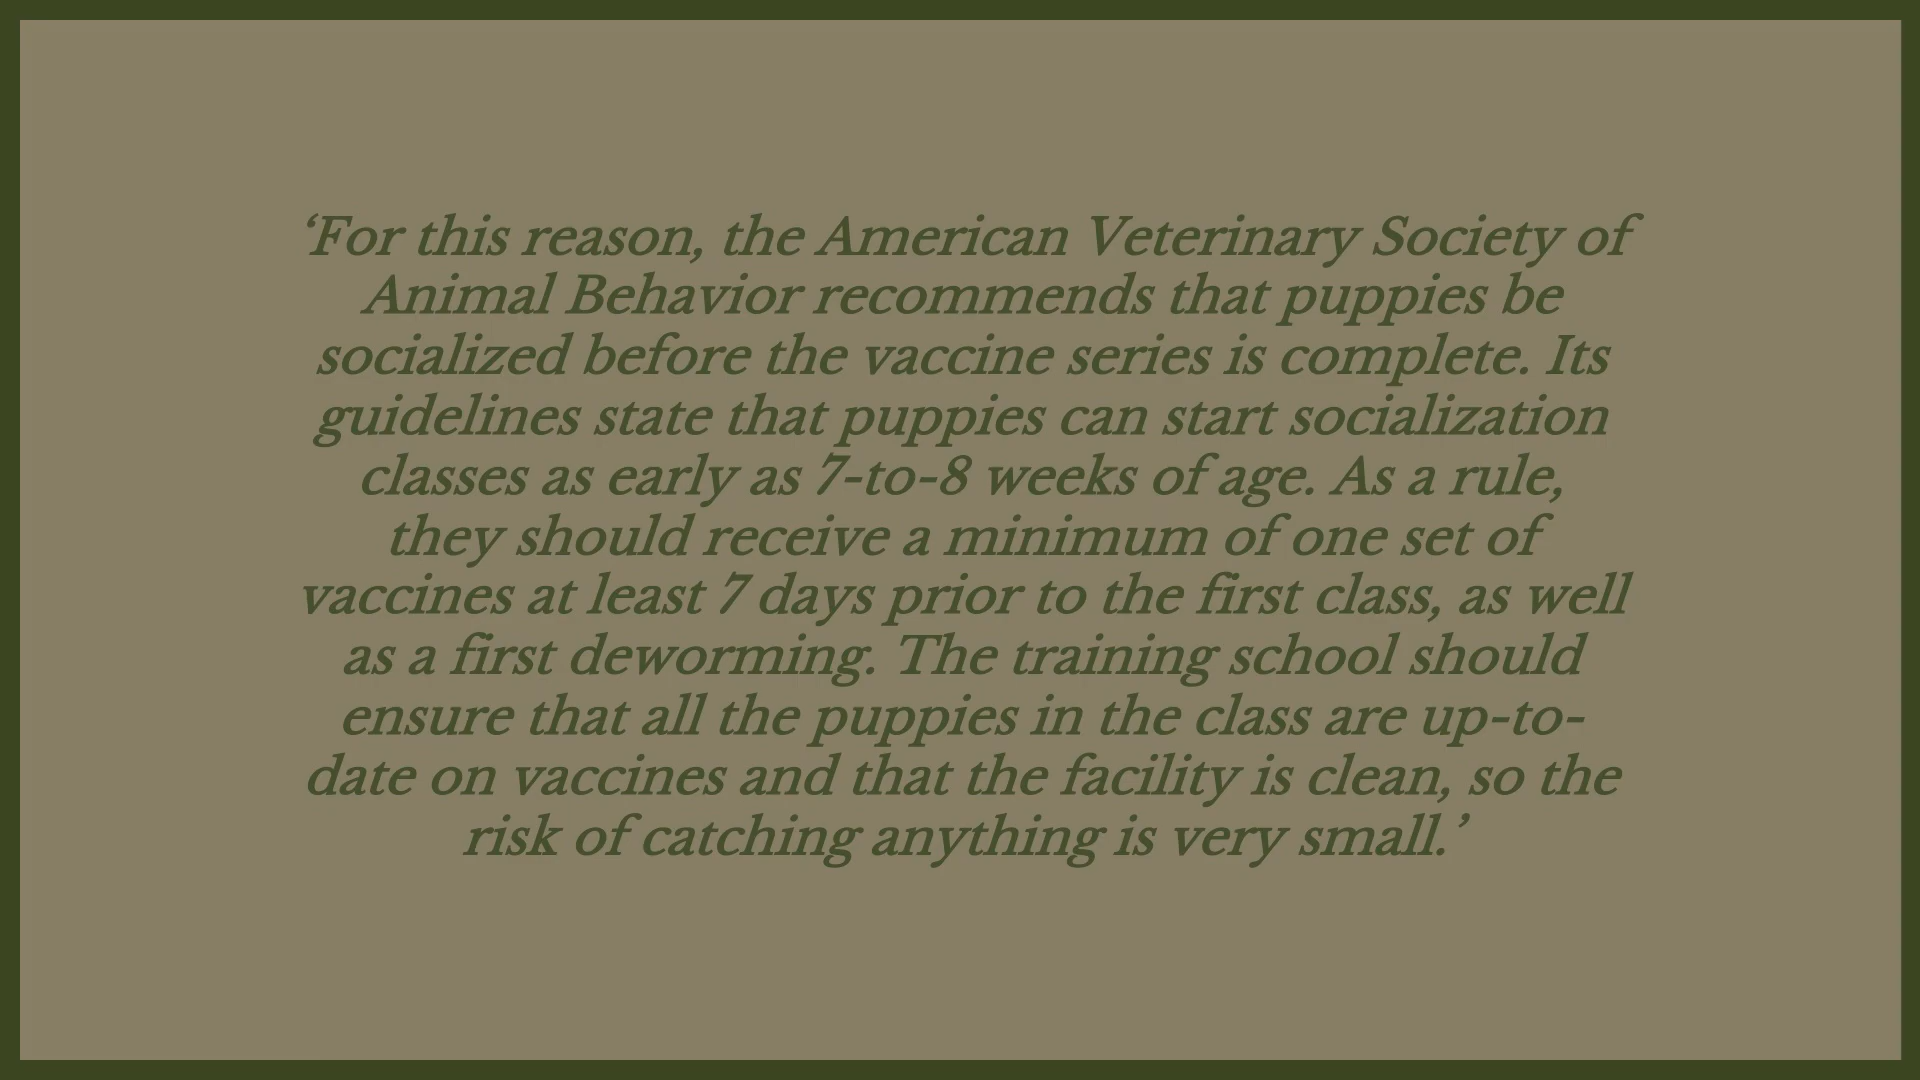 ‘For this reason, the American Veterinary Society of
Animal Behavior recommends that puppies be
socialized before the vaccine series is complete. Its
guidelines state that puppies can start socialization
classes as early as 7-to-8 weeks of age. As a rule,
they should receive a minimum of one set of
vaccines at least 7 days prior to the first class, as well
as a first deworming. The training school should
ensure that all the puppies in the class are up-to-
date on vaccines and that the facility is clean, so the
risk of catching anything is very small.’